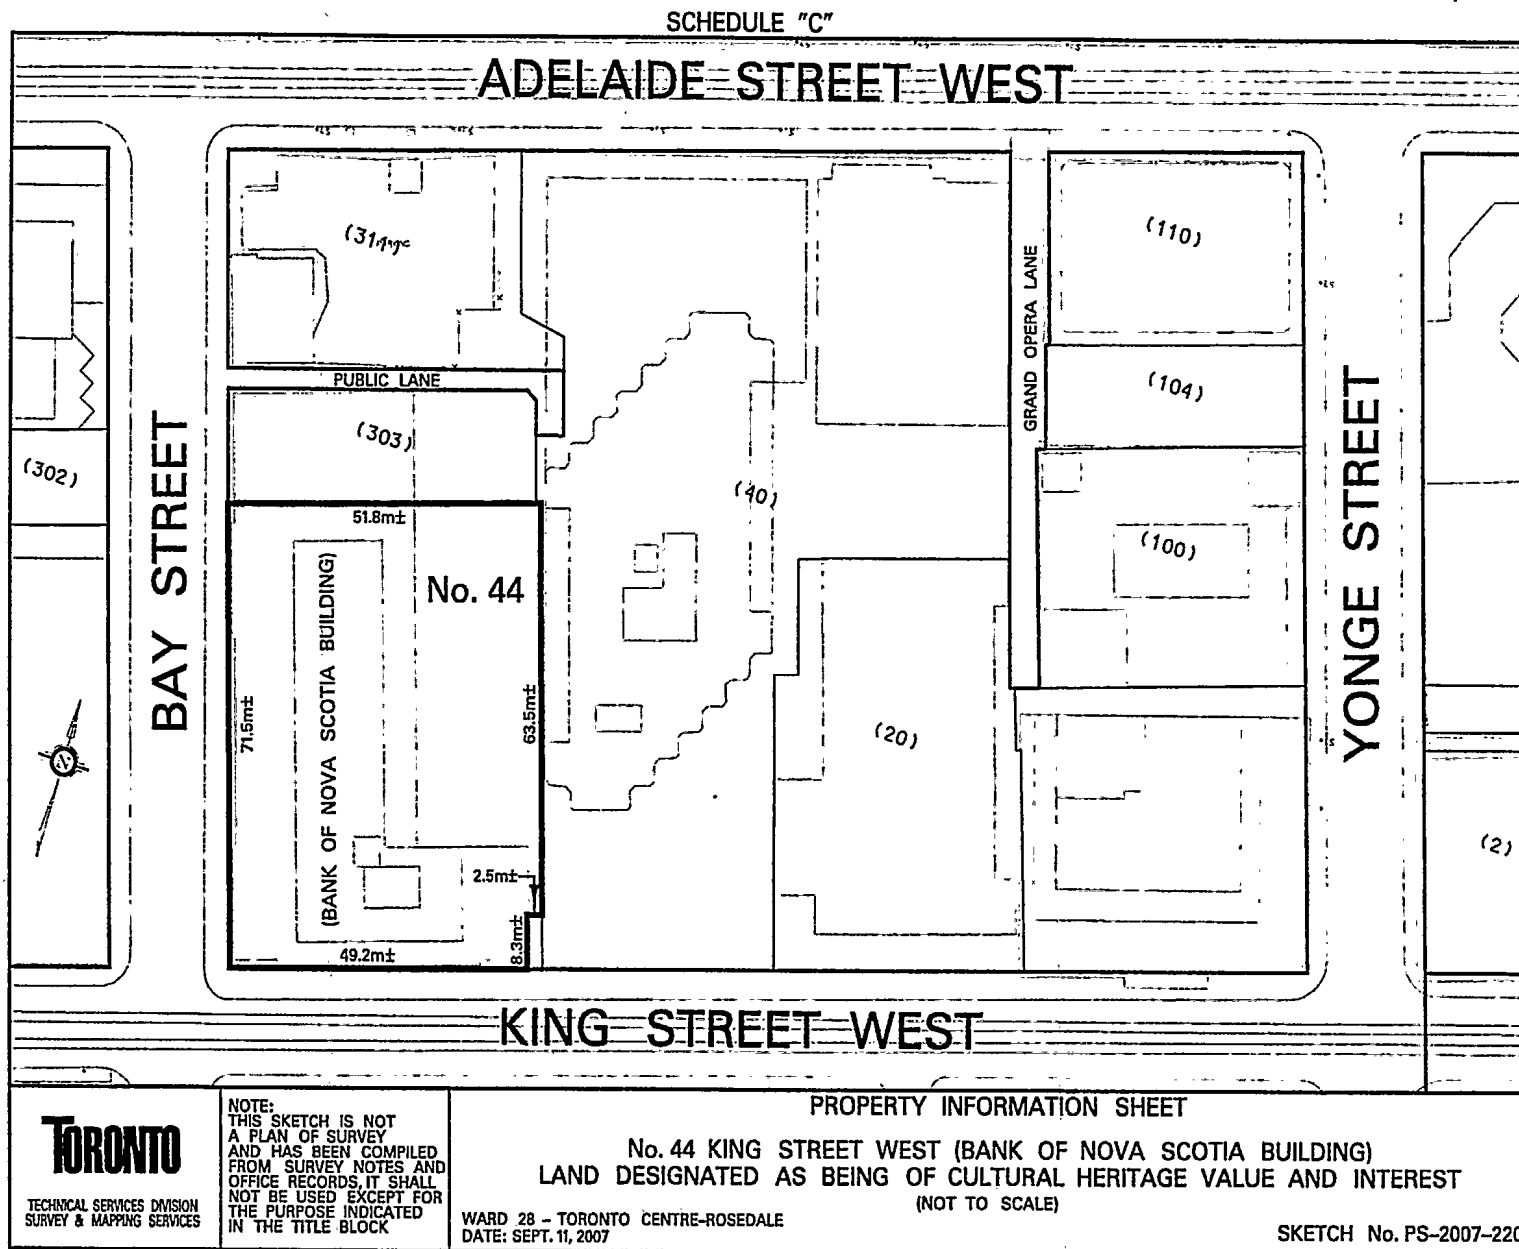 SCHEDULE "C"
ADELAIDE STREET WEST
(110)
GRAND OPERA LANE
PUBLIC LANE
(104)
(303)
(302)
BAY STREET
YONGE STREET
(40)
51.8m±
(100)
No. 44
(BANK OF NOVA SCOTIA BUILDING)
71.5m±
63.5m±
(20)
(2)
2.5m±
8.3m±
49.2m±
KING STREET WEST
TORONTO
TECHNICAL SERVICES DIVISION
SURVEY & MAPPING SERVICES
NOTE:
THIS SKETCH IS NOT
A PLAN OF SURVEY
AND HAS BEEN COMPILED
FROM SURVEY NOTES AND
OFFICE RECORDS, IT SHALL
NOT BE USED EXCEPT FOR
THE PURPOSE INDICATED
IN THE TITLE BLOCK
PROPERTY INFORMATION SHEET
No. 44 KING STREET WEST (BANK OF NOVA SCOTIA BUILDING)
LAND DESIGNATED AS BEING OF CULTURAL HERITAGE VALUE AND INTEREST
(NOT TO SCALE)
WARD 28 - TORONTO CENTRE-ROSEDALE
DATE: SEPT. 11, 2007
SKETCH No. PS-2007-220